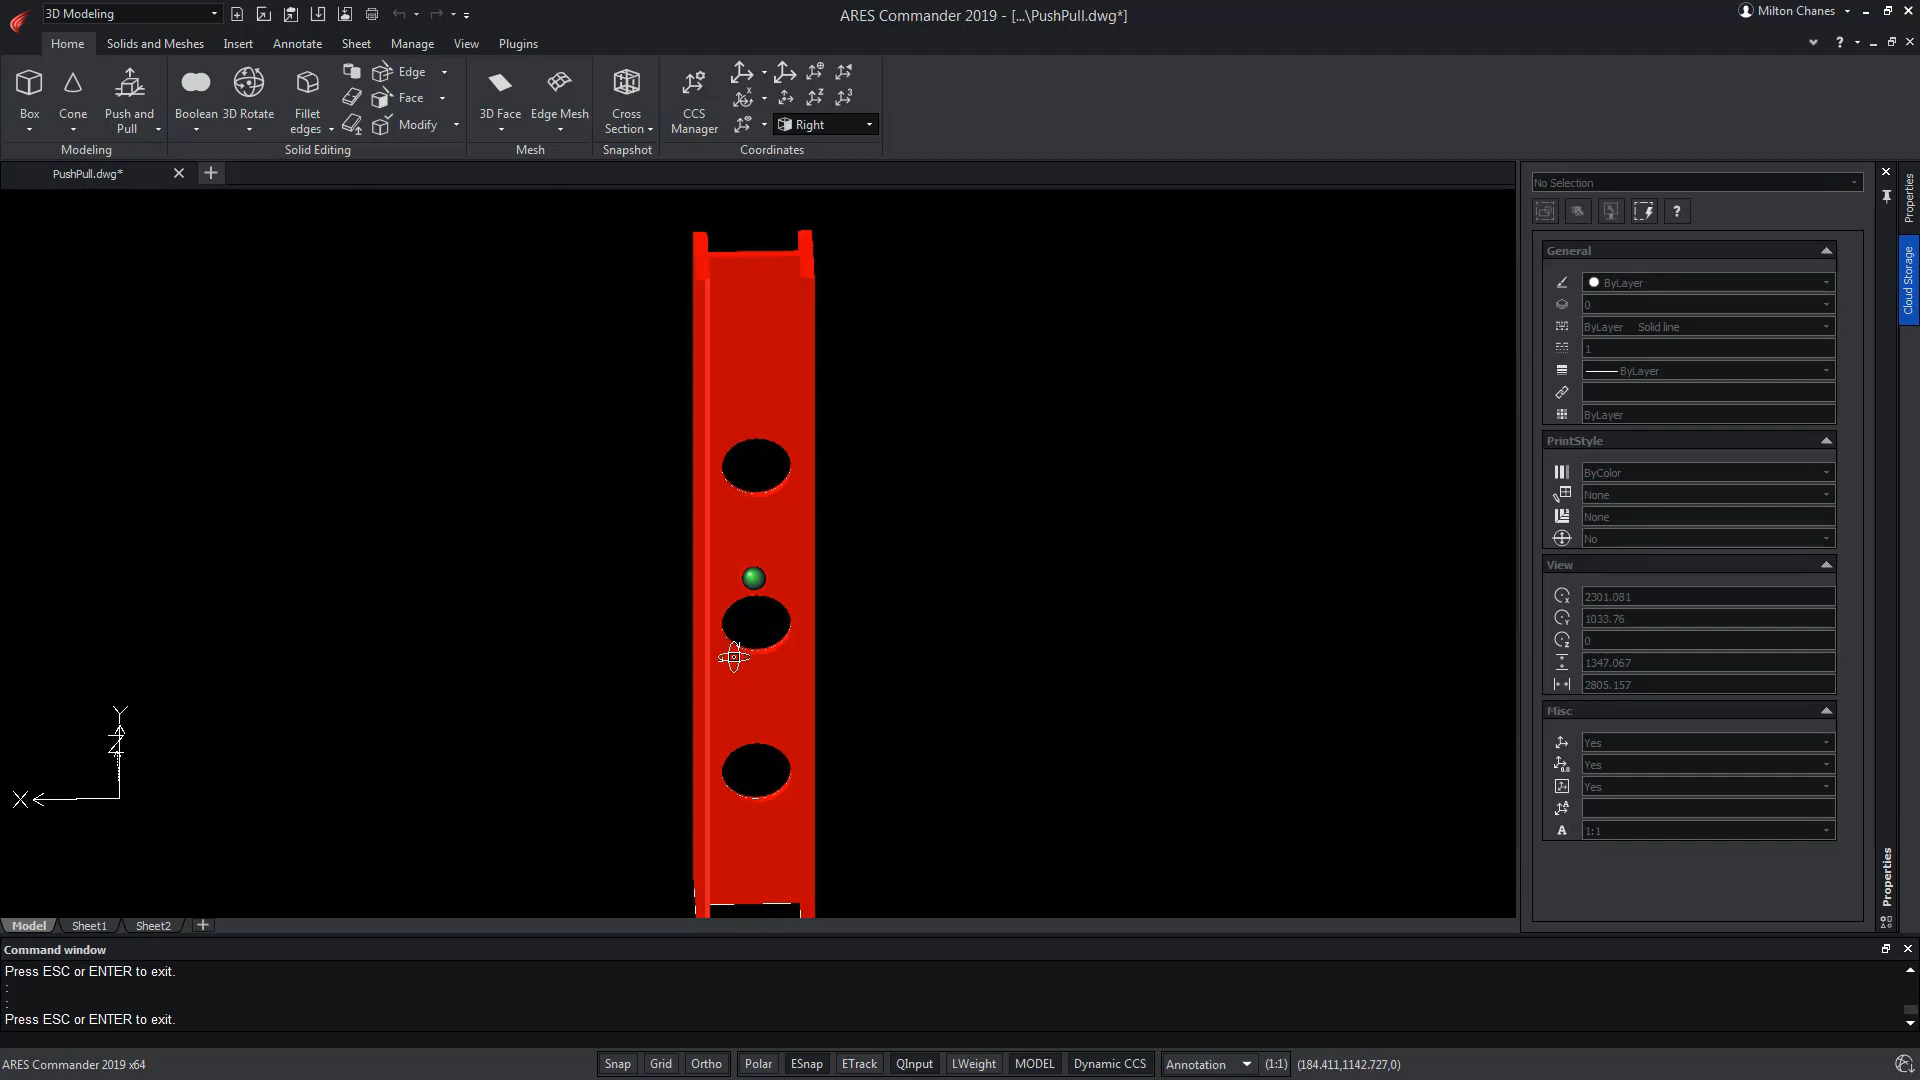 3D Modeling
ARES Commander 2019 - [...\PushPull.dwg*]
Milton Chanes
Home
Solids and Meshes
Insert
Annotate
Sheet
Manage
View
Plugins
?
Box
Cone
Push and
Pull
Boolean
3D Rotate
Fillet
edges
Edge
Face
Modify
3D Face
Edge Mesh
Cross
Section
CCS
Manager
Right
Modeling
Solid Editing
Mesh
Snapshot
Coordinates
PushPull.dwg*
No Selection
?
Properties
Cloud Storage
General
ByLayer
0
ByLayer Solid line
1
ByLayer
ByLayer
PrintStyle
ByColor
None
None
No
View
2301.081
1033.76
0
1347.067
2805.157
Misc
Yes
Yes
Yes
1:1
Properties
Y
Z
X
Model
Sheet1
Sheet2
Command window
Press ESC or ENTER to exit.
:
:
Press ESC or ENTER to exit.
ARES Commander 2019 x64
Snap
Grid
Ortho
Polar
ESnap
ETrack
QInput
LWeight
MODEL
Dynamic CCS
Annotation
(1:1)
(184.411,1142.727,0)